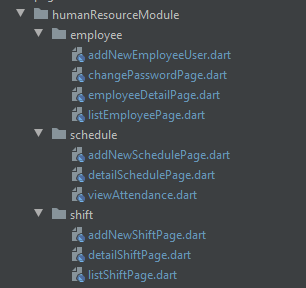 humanResourceModule
employee
addNewEmployeeUser.dart
changePasswordPage.dart
employeeDetailPage.dart
listEmployeePage.dart
schedule
addNewSchedulePage.dart
detailSchedulePage.dart
viewAttendance.dart
shift
addNewShiftPage.dart
detailShiftPage.dart
listShiftPage.dart